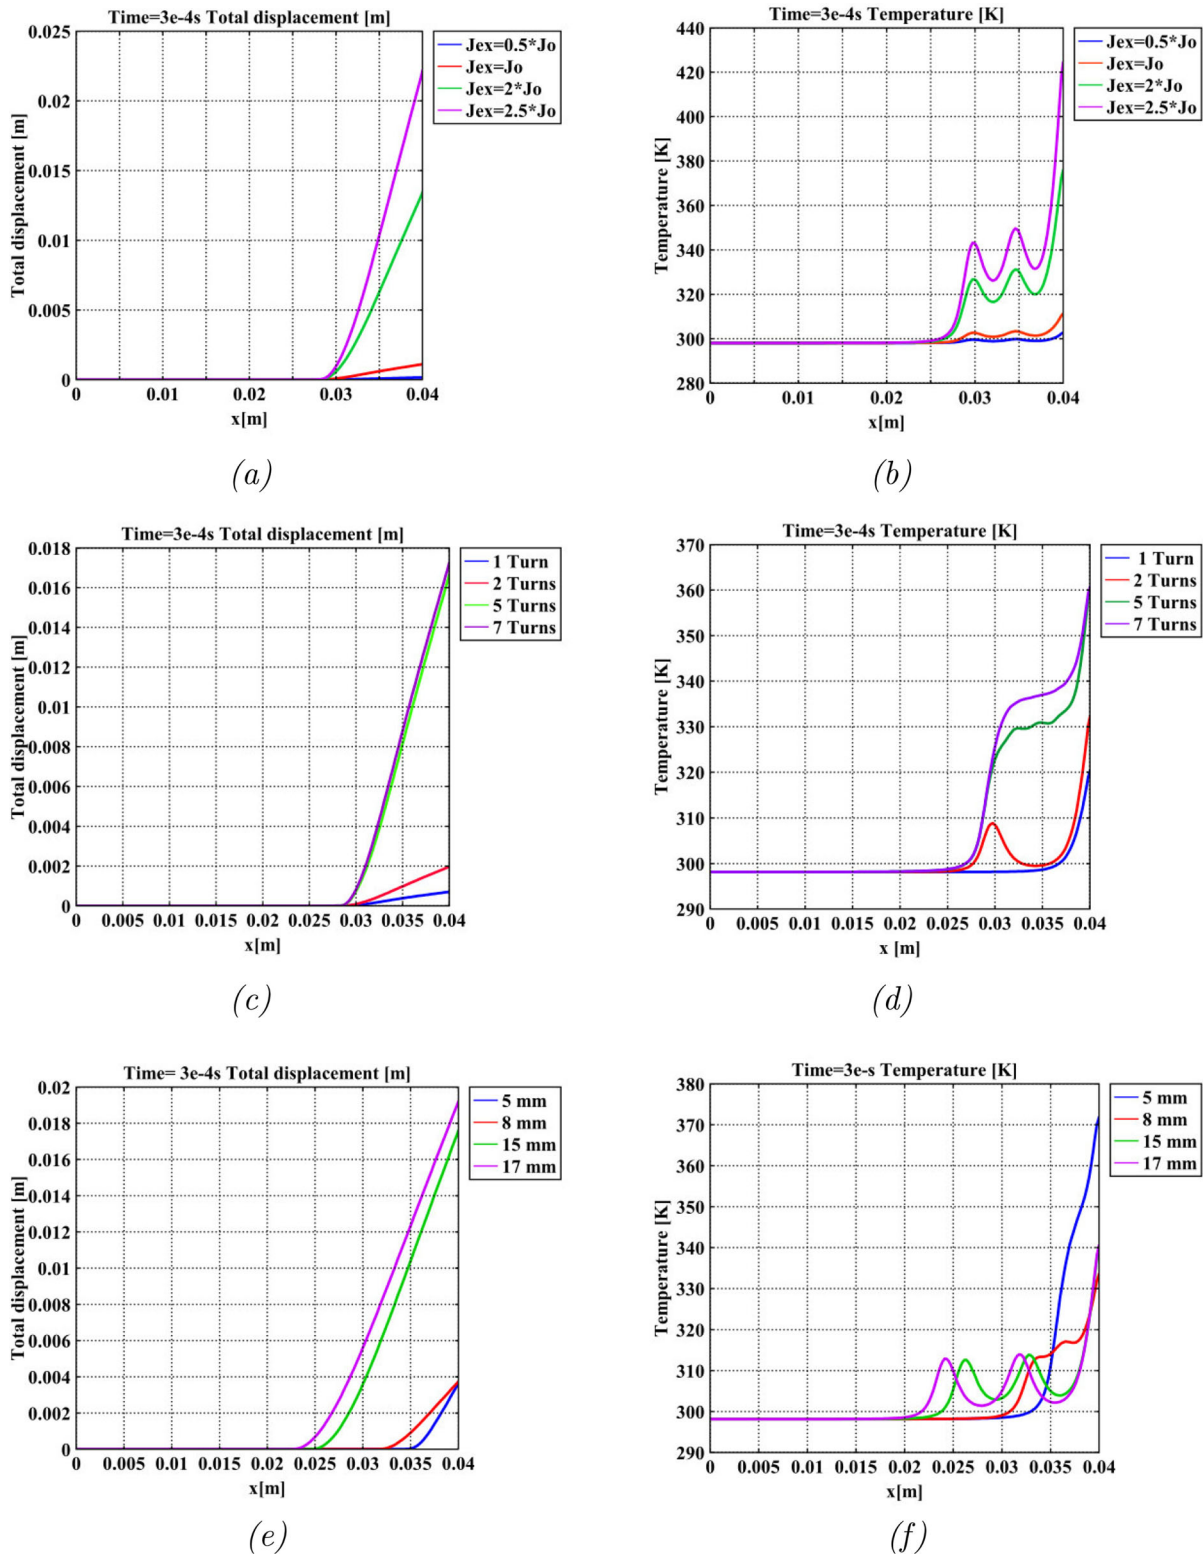 Time=3e-4s Total displacement [m]
0.025
0.02
0.015
0.01
0.005
0
Total displacement [m]
0 0.01 0.02 0.03 0.04
x[m]
Jex=0.5*Jo
Jex=Jo
Jex=2*Jo
Jex=2.5*Jo
(a)
Time=3e-4s Temperature [K]
440
420
400
380
360
340
320
300
280
Temperature [K]
0 0.01 0.02 0.03 0.04
x[m]
Jex=0.5*Jo
Jex=Jo
Jex=2*Jo
Jex=2.5*Jo
(b)
Time=3e-4s Total displacement [m]
0.018
0.016
0.014
0.012
0.01
0.008
0.006
0.004
0.002
0
Total displacement [m]
0 0.005 0.01 0.015 0.02 0.025 0.03 0.035 0.04
x[m]
1 Turn
2 Turns
5 Turns
7 Turns
(c)
Time=3e-4s Temperature [K]
370
360
350
340
330
320
310
300
290
Temperature [K]
0 0.005 0.01 0.015 0.02 0.025 0.03 0.035 0.04
x [m]
1 Turn
2 Turns
5 Turns
7 Turns
(d)
Time= 3e-4s Total displacement [m]
0.02
0.018
0.016
0.014
0.012
0.01
0.008
0.006
0.004
0.002
0
Total displacement [m]
0 0.005 0.01 0.015 0.02 0.025 0.03 0.035 0.04
x[m]
5 mm
8 mm
15 mm
17 mm
(e)
Time=3e-s Temperature [K]
380
370
360
350
340
330
320
310
300
290
Temperature [K]
0 0.005 0.01 0.015 0.02 0.025 0.03 0.035 0.04
x[m]
5 mm
8 mm
15 mm
17 mm
(f)